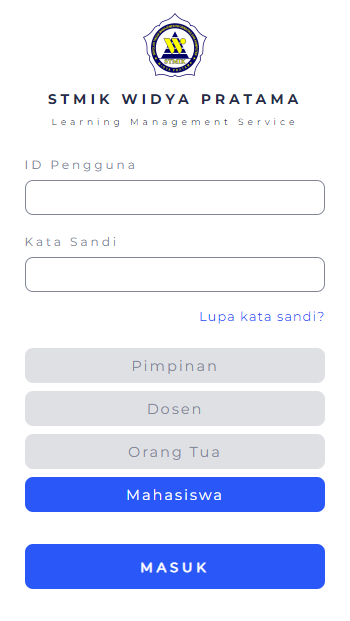 STMIK
STMIK WIDYA PRATAMA
Learning Management Service
ID Pengguna
Kata Sandi
Lupa kata sandi?
Pimpinan
Dosen
Orang Tua
Mahasiswa
MASUK